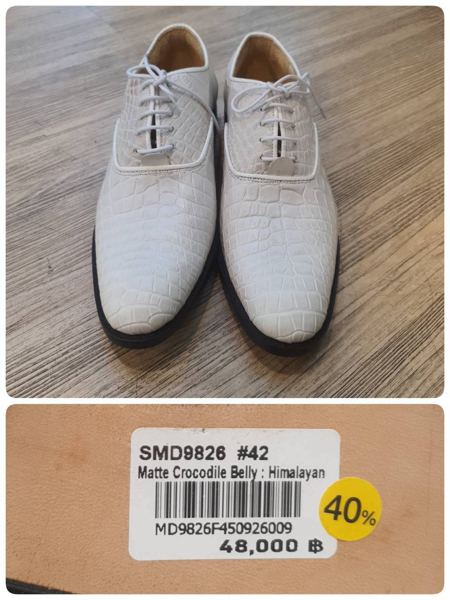 SMD9826 #42
Matte Crocodile Belly : Himalayan
MD9826F450926009
48,000 ฿
40%